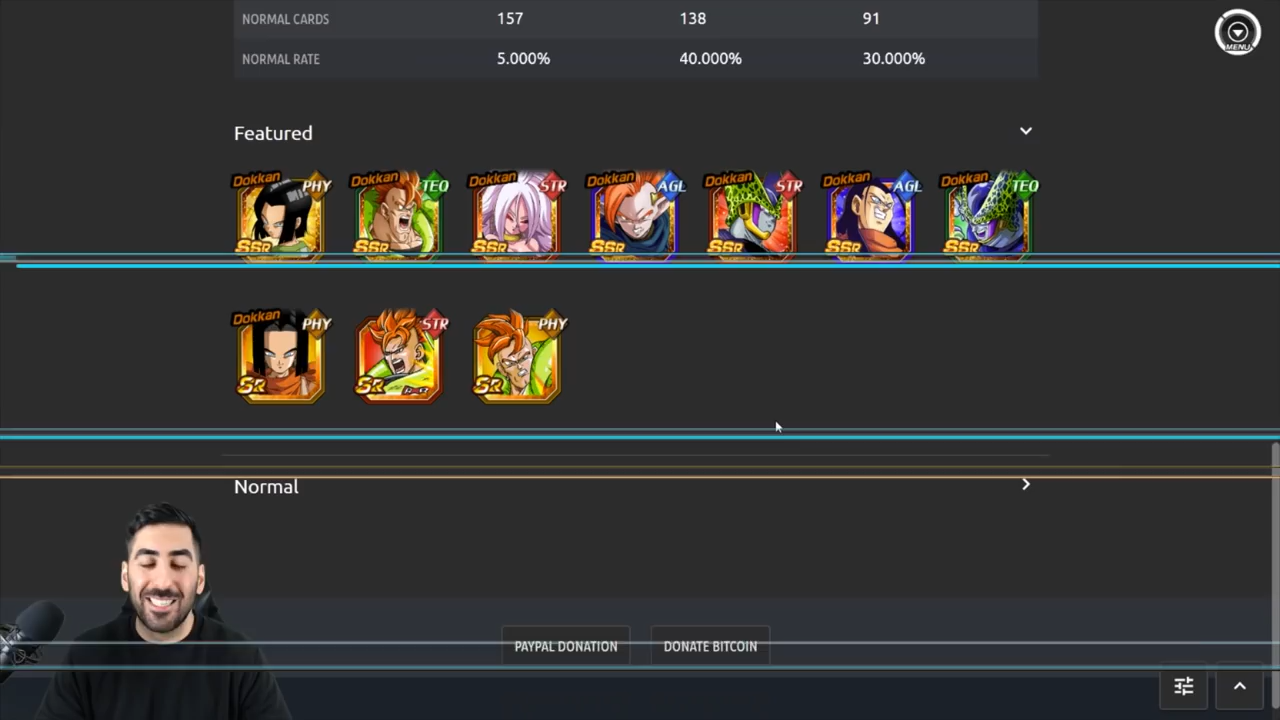 NORMAL CARDS 157 138 91
MENU
NORMAL RATE 5.000% 40.000% 30.000%
Featured
Dokkan PHY Dokkan TEQ Dokkan STR Dokkan AGL Dokkan STR Dokkan AGL Dokkan TEQ
SSR SSR SSR SSR SSR SSR SSR
Dokkan PHY STR PHY
SR SR SR
Normal
PAYPAL DONATION DONATE BITCOIN